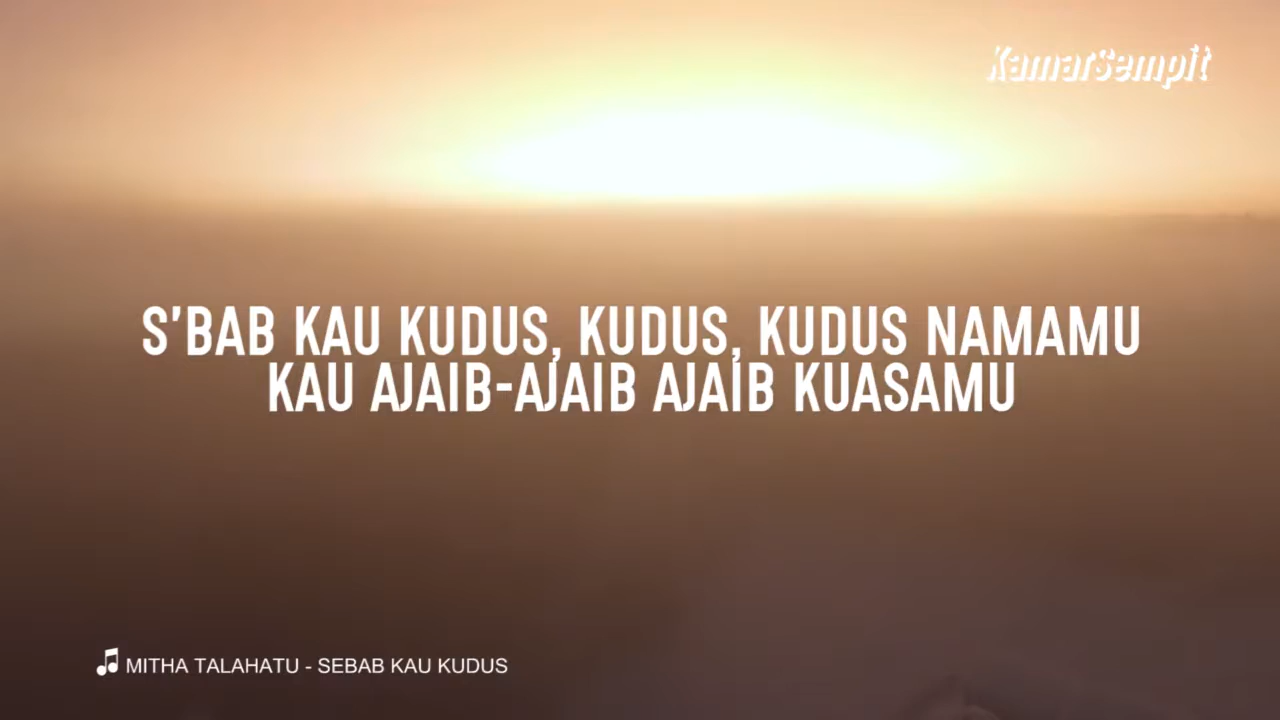 KamarSempit
S'BAB KAU KUDUS, KUDUS, KUDUS NAMAMU
KAU AJAIB-AJAIB AJAIB KUASAMU
MITHA TALAHATU - SEBAB KAU KUDUS